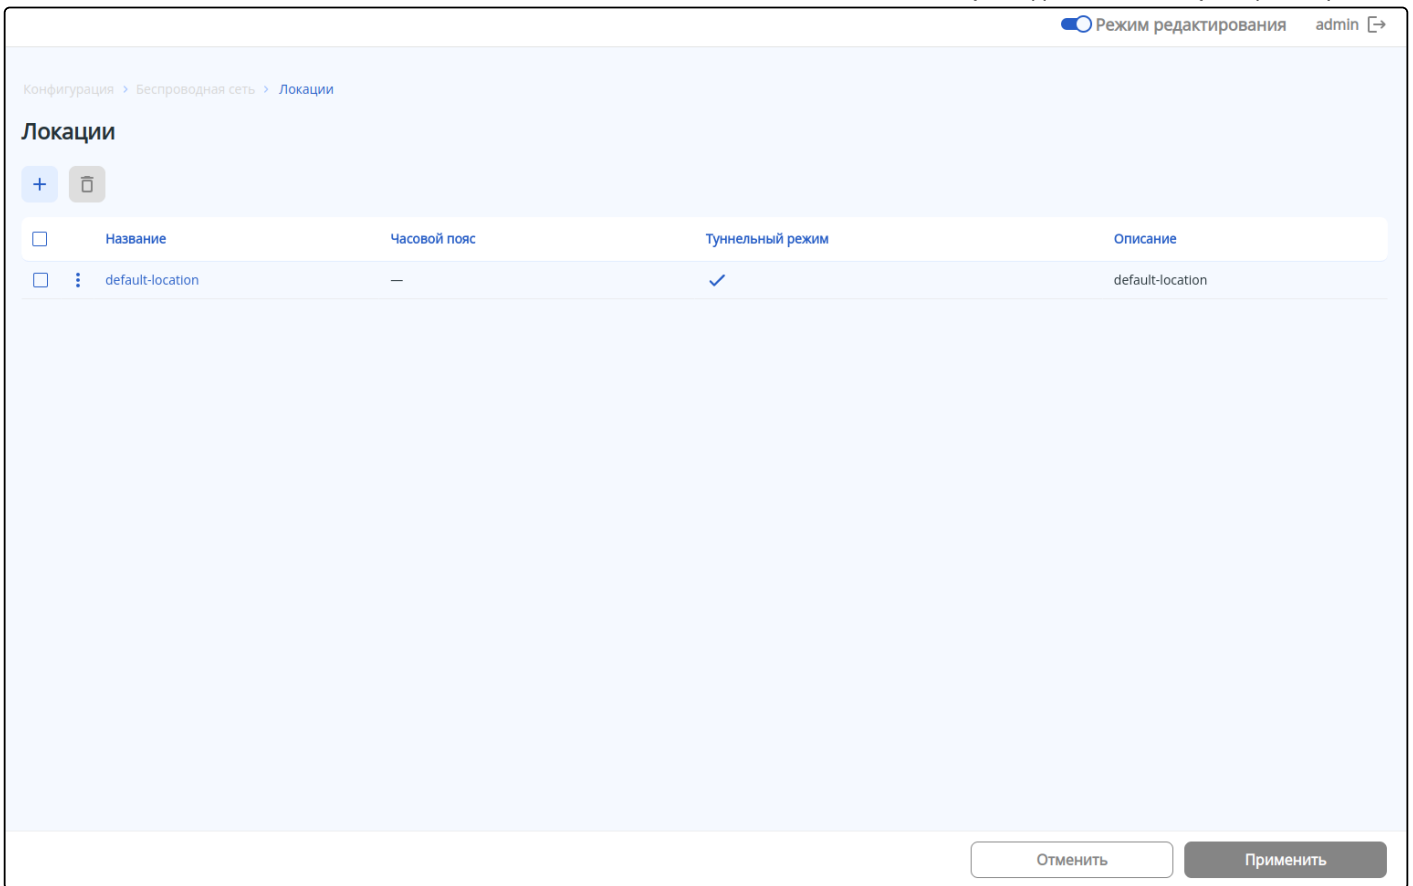 Режим редактирования admin
Конфигурация > Беспроводная сеть > Локации
Локации
Название Часовой пояс Туннельный режим Описание
default-location — default-location
Отменить Применить